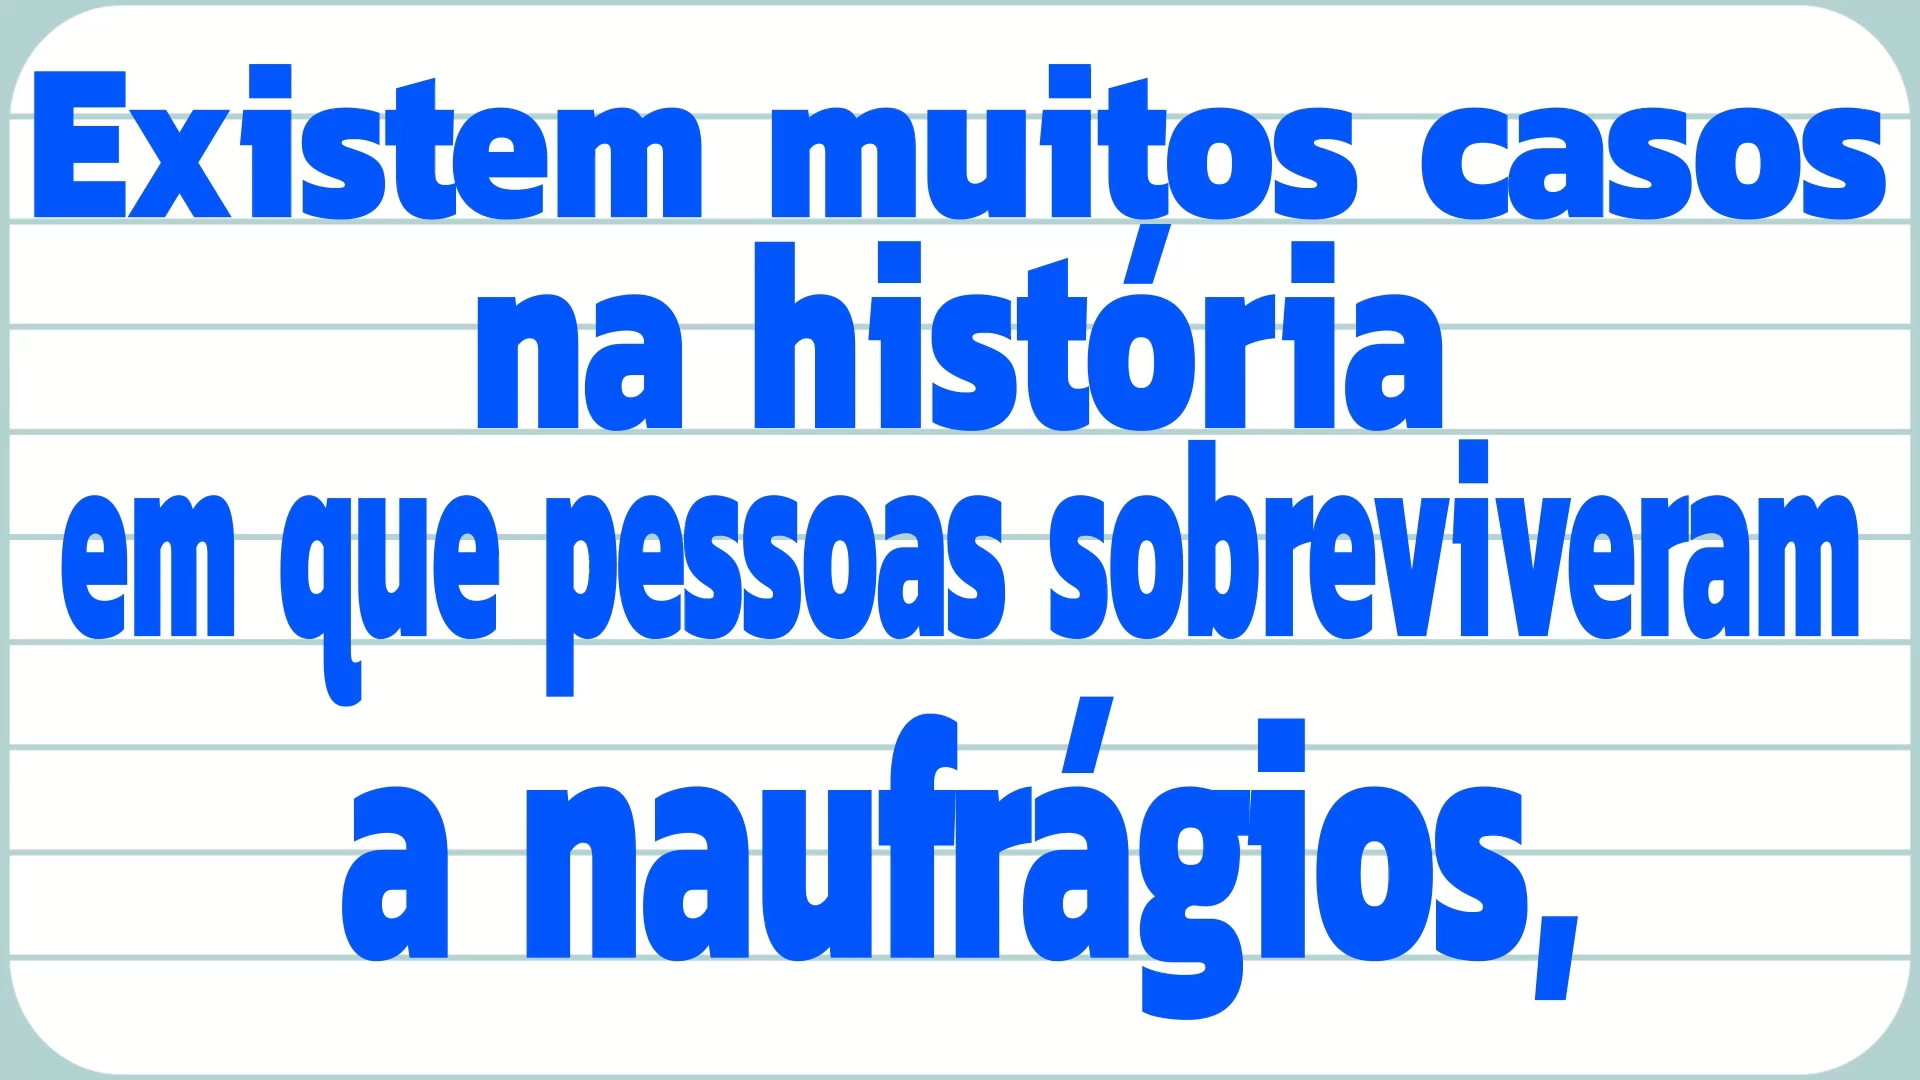 Existem muitos casos
na história
em que pessoas sobreviveram
a naufrágios,